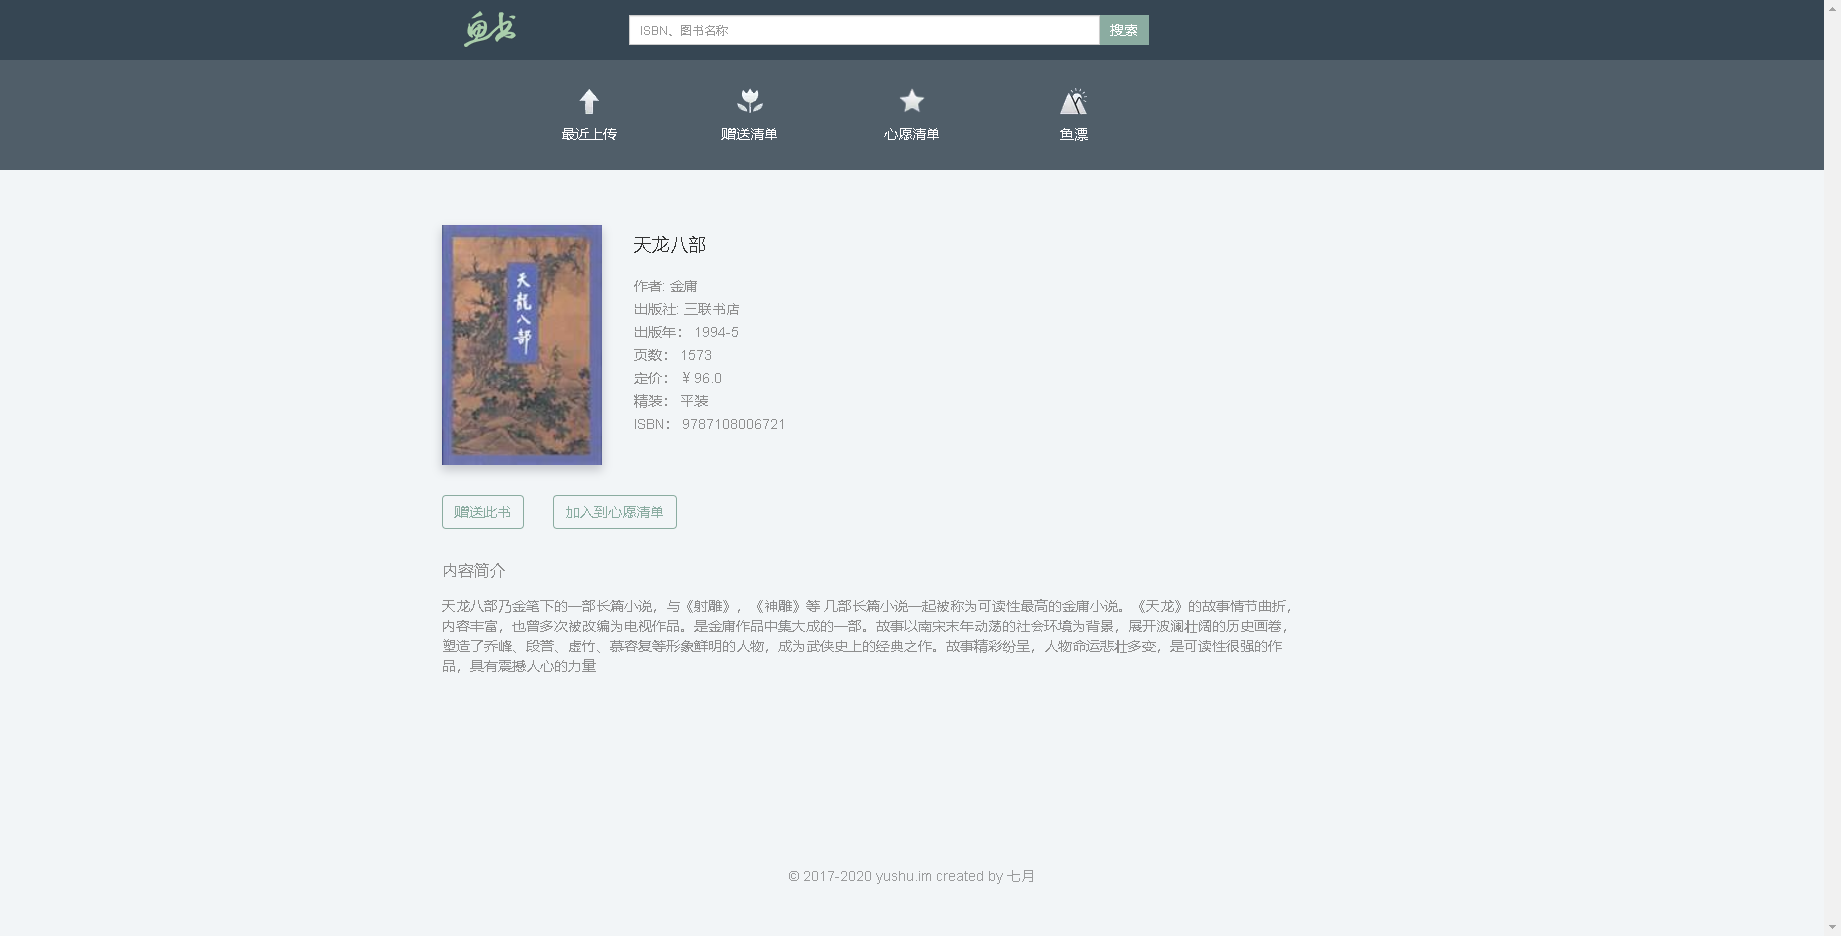 鱼书
ISBN、图书名称
搜索
最近上传
赠送清单
心愿清单
鱼漂
天龍八部
天龙八部
作者: 金庸
出版社: 三联书店
出版年： 1994-5
页数： 1573
定价： ￥96.0
精装： 平装
ISBN： 9787108006721
赠送此书
加入到心愿清单
内容简介
天龙八部乃金笔下的一部长篇小说，与《射雕》，《神雕》等 几部长篇小说一起被称为可读性最高的金庸小说。《天龙》的故事情节曲折，
内容丰富，也曾多次被改编为电视作品。是金庸作品中集大成的一部。故事以南宋末年动荡的社会环境为背景，展开波澜壮阔的历史画卷，
塑造了乔峰、段誉、虚竹、慕容复等形象鲜明的人物，成为武侠史上的经典之作。故事精彩纷呈，人物命运悲壮多变，是可读性很强的作
品，具有震撼人心的力量
© 2017-2020 yushu.im created by 七月